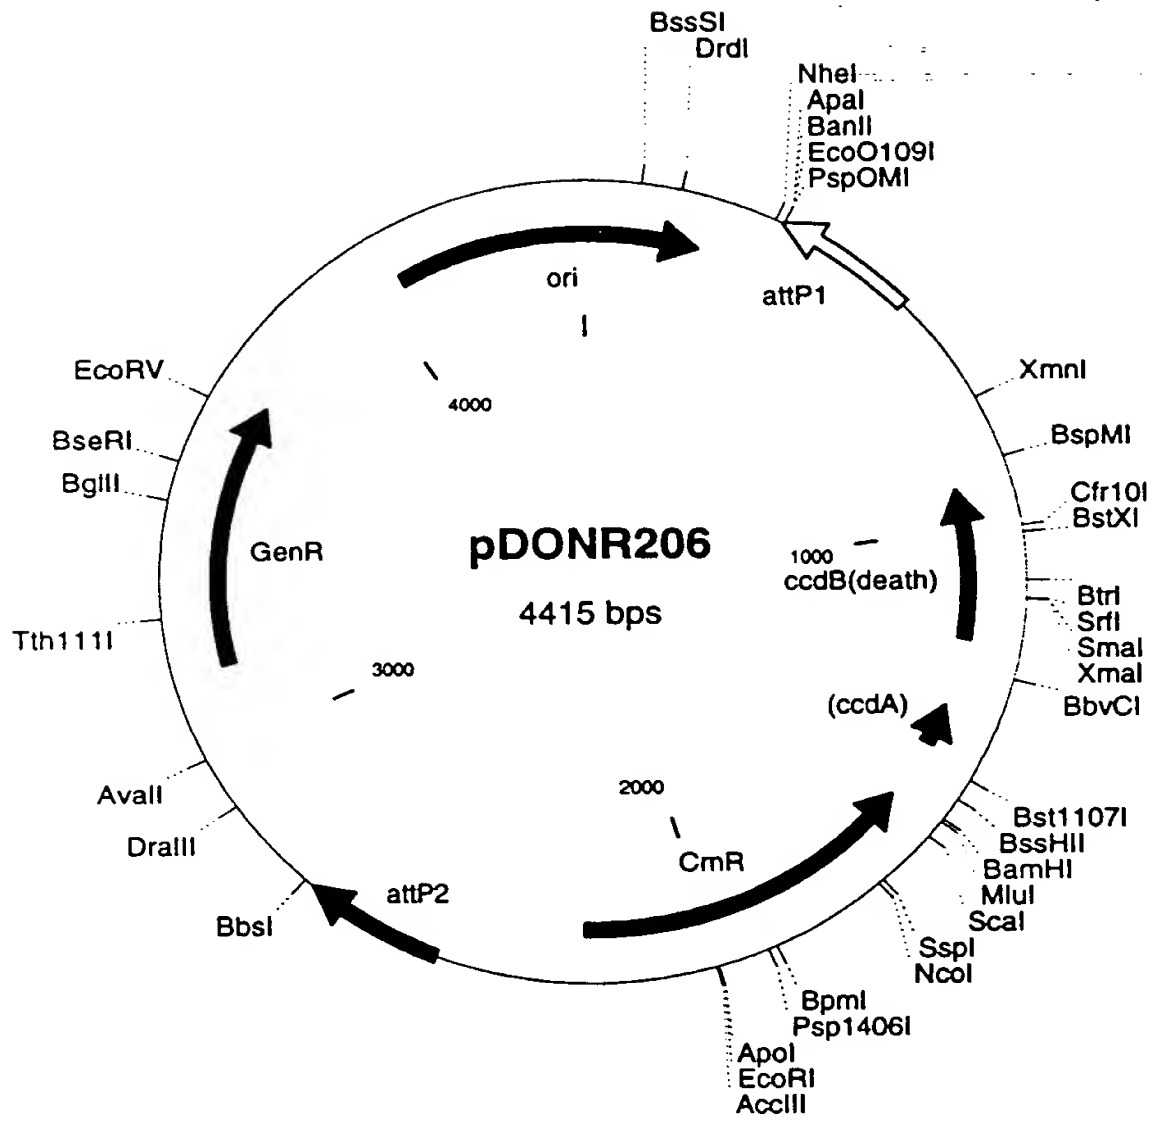 BssSI
DrdI
NheI
ApaI
BanII
EcoO109I
PspOMI
ori
attP1
4000
EcoRV
BseRI
BglII
GenR
Tth111I
XmnI
BspMI
Cfr10I
BstXI
pDONR206
4415 bps
1000
ccdB(death)
BtrI
SrfI
SmaI
XmaI
BbvCI
3000
(ccdA)
AvaII
DraIII
2000
CmR
attP2
BbsI
Bst1107I
BssHII
BamHI
MluI
ScaI
SspI
NcoI
BpmI
Psp1406I
ApoI
EcoRI
AccIII